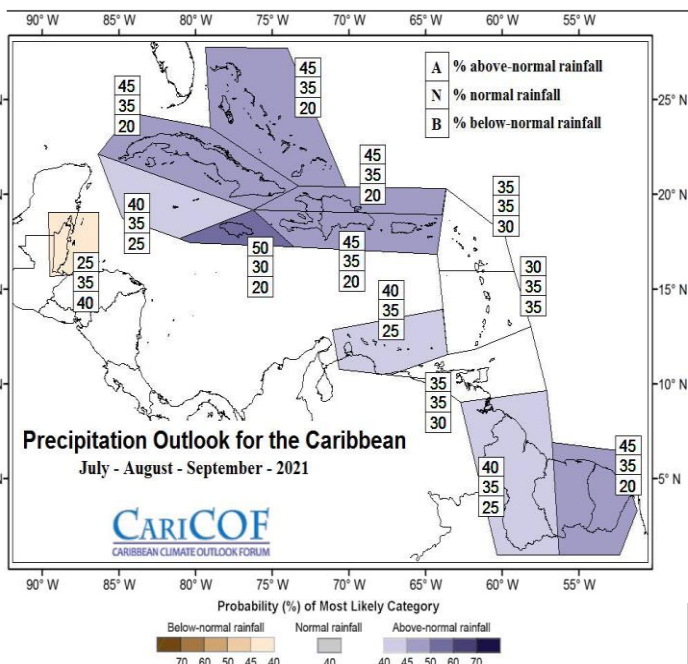 90° W 85° W 80° W 75° W 70° W 65° W 60° W 55° W
A % above-normal rainfall
N % normal rainfall
B % below-normal rainfall
25° N
20° N
15° N
10° N
5° N
45
35
20
45
35
20
45
35
20
40
35
25
50
30
20
45
35
20
35
35
30
30
35
35
25
35
40
40
35
25
35
35
30
40
35
25
45
35
20
Precipitation Outlook for the Caribbean
July - August - September - 2021
CARICOF
CARIBBEAN CLIMATE OUTLOOK FORUM
90° W 85° W 80° W 75° W 70° W 65° W 60° W 55° W
Probability (%) of Most Likely Category
Below-normal rainfall Normal rainfall Above-normal rainfall
70 60 50 45 40 40 40 45 50 60 70